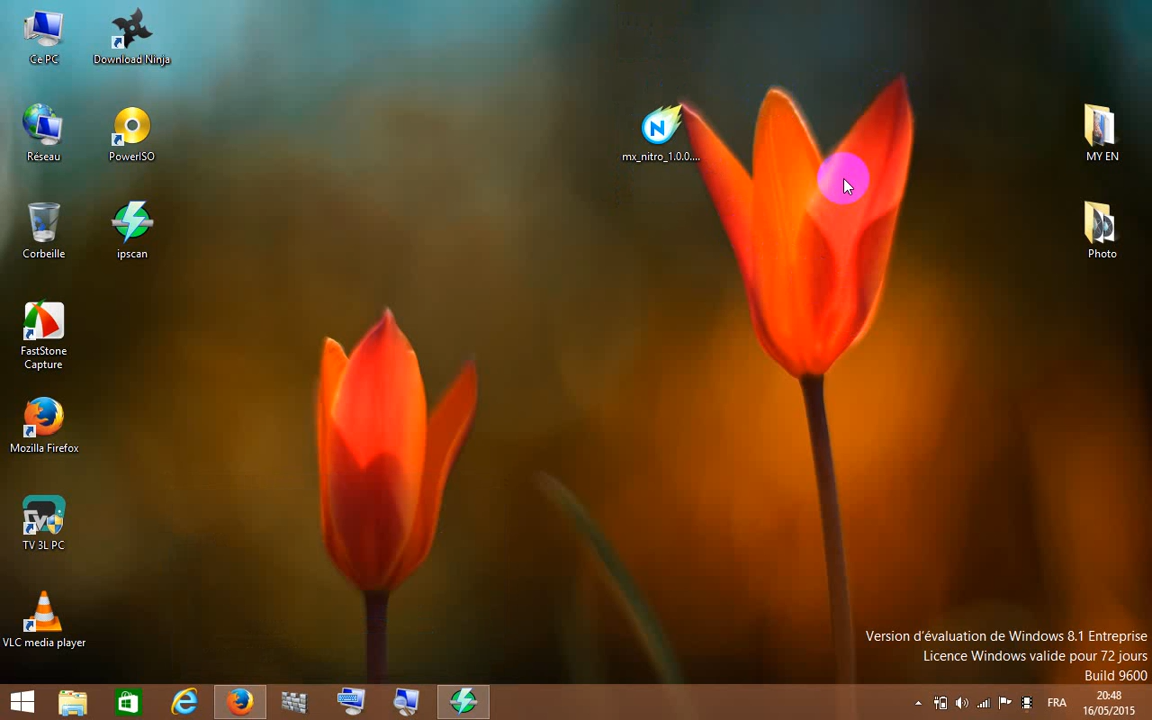 Ce PC
Download Ninja
Réseau
PowerISO
mx_nitro_1.0.0....
MY EN
Corbeille
ipscan
Photo
FastStone
Capture
Mozilla Firefox
TV 3L PC
VLC media player
Version d'évaluation de Windows 8.1 Entreprise
Licence Windows valide pour 72 jours
Build 9600
FRA
20:48
16/05/2015